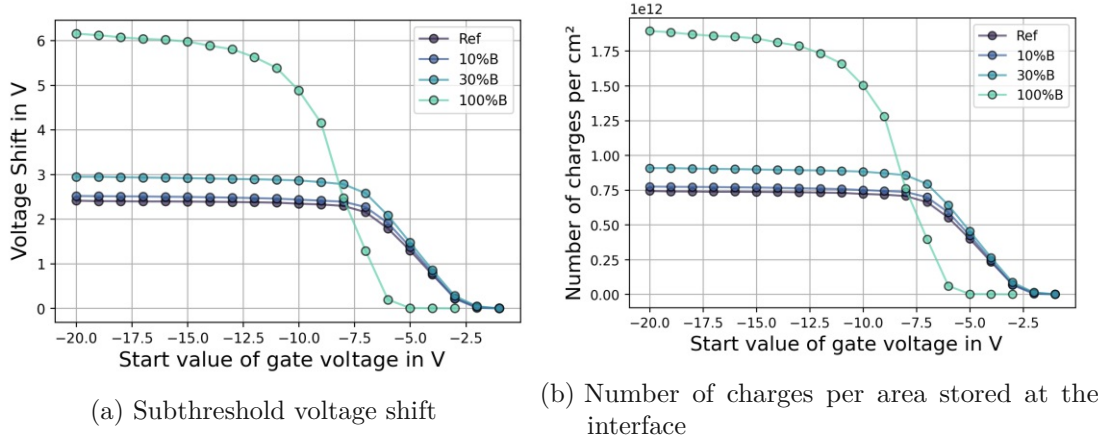 6
5
4
3
2
1
0
Voltage Shift in V
−20.0 −17.5 −15.0 −12.5 −10.0 −7.5 −5.0 −2.5
Start value of gate voltage in V
Ref
10%B
30%B
100%B
(a) Subthreshold voltage shift
1e12
1.75
1.50
1.25
1.00
0.75
0.50
0.25
0.00
Number of charges per cm²
−20.0 −17.5 −15.0 −12.5 −10.0 −7.5 −5.0 −2.5
Start value of gate voltage in V
Ref
10%B
30%B
100%B
(b) Number of charges per area stored at the
interface